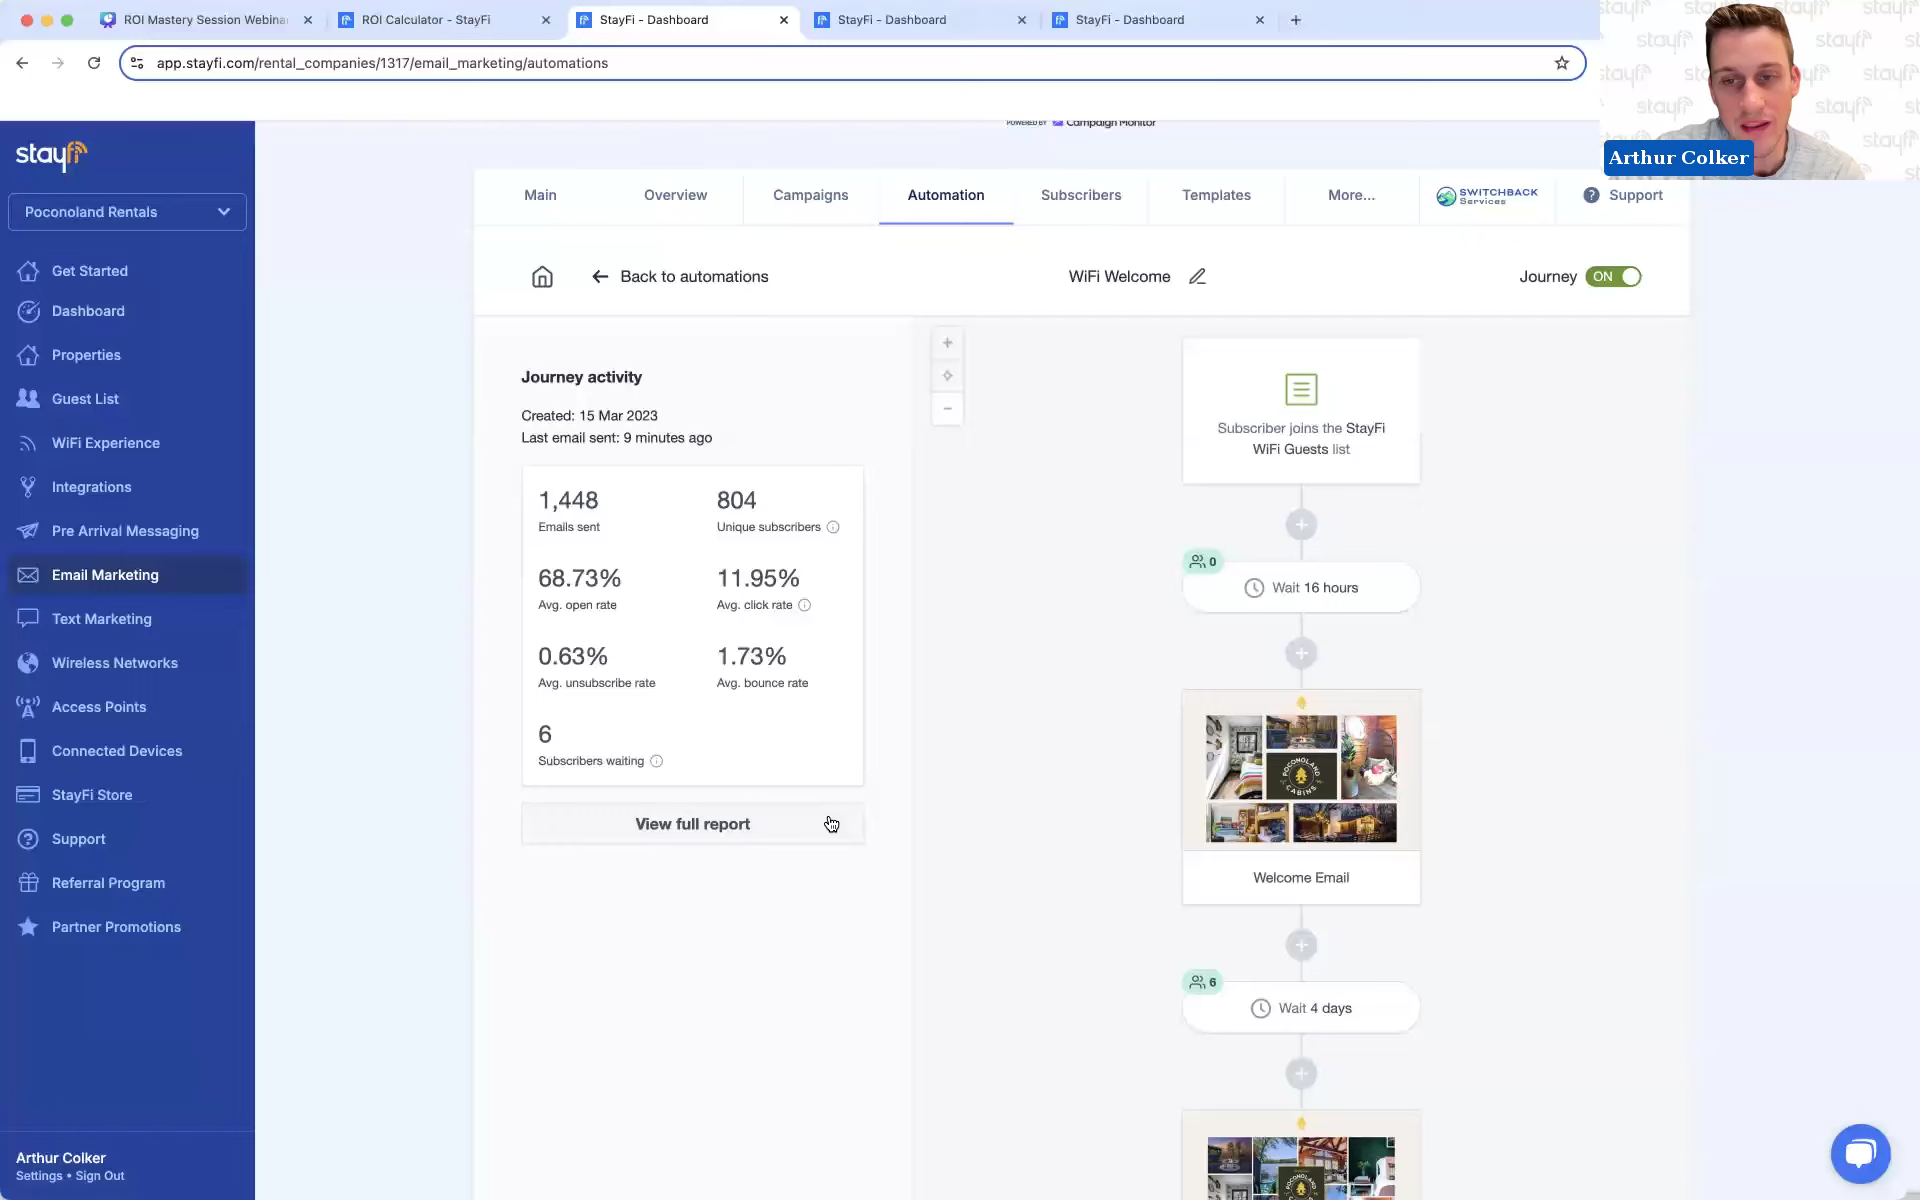 ROI Mastery Session Webina
ROI Calculator - StayFi
StayFi - Dashboard
StayFi - Dashboard
StayFi - Dashboard
app.stayfi.com/rental_companies/1317/email_marketing/automations
Arthur Colker
stayfi
Poconoland Rentals
Get Started
Dashboard
Properties
Guest List
WiFi Experience
Integrations
Pre Arrival Messaging
Email Marketing
Text Marketing
Wireless Networks
Access Points
Connected Devices
StayFi Store
Support
Referral Program
Partner Promotions
Arthur Colker
Settings • Sign Out
POWERED BY Campaign Monitor
Main
Overview
Campaigns
Automation
Subscribers
Templates
More...
SWITCHBACK
Services
Support
Back to automations
WiFi Welcome
Journey ON
Journey activity
Created: 15 Mar 2023
Last email sent: 9 minutes ago
1,448
Emails sent
804
Unique subscribers
68.73%
Avg. open rate
11.95%
Avg. click rate
0.63%
Avg. unsubscribe rate
1.73%
Avg. bounce rate
6
Subscribers waiting
View full report
Subscriber joins the StayFi
WiFi Guests list
0
Wait 16 hours
POCONOLAND
CABINS
Welcome Email
6
Wait 4 days